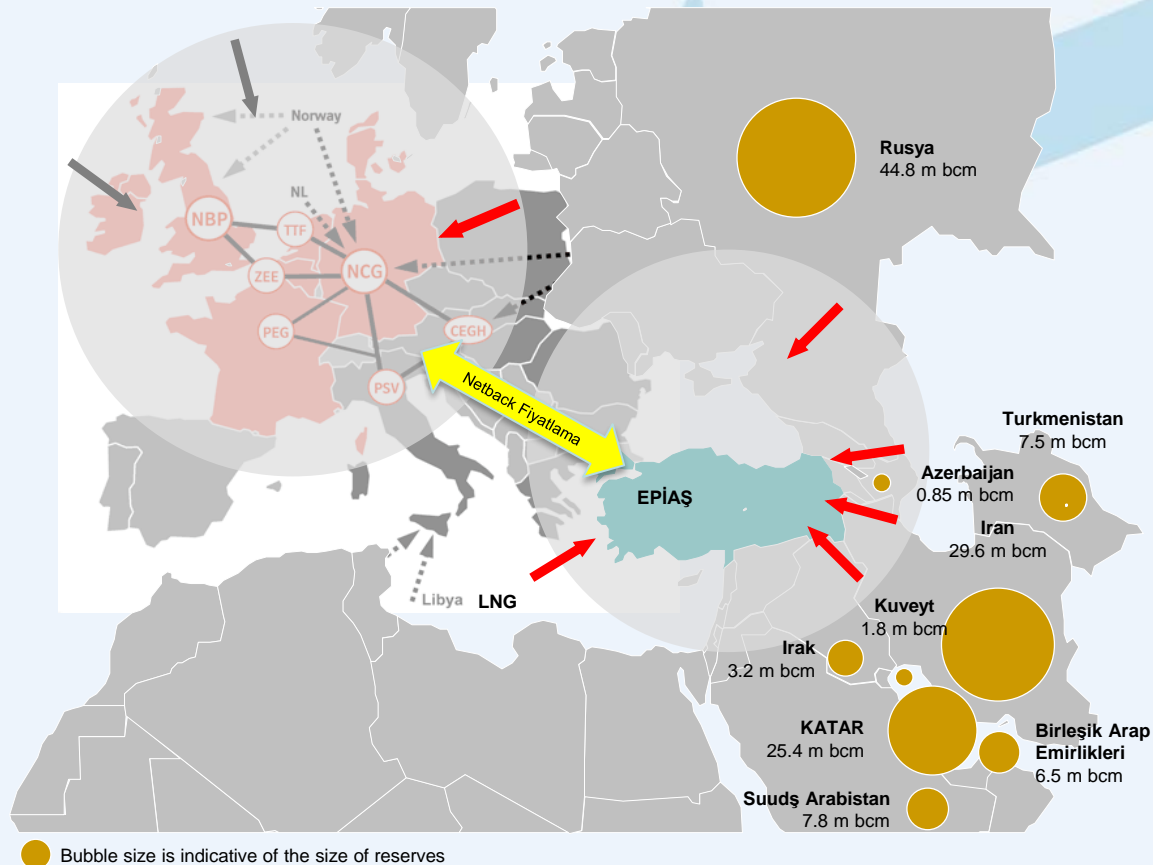 Norway
NL
NBP
TTF
ZEE
NCG
PEG
CEGH
PSV
Netback Fiyatlama
Rusya
44.8 m bcm
EPİAŞ
LNG
Libya
Turkmenistan
7.5 m bcm
Azerbaijan
0.85 m bcm
Iran
29.6 m bcm
Kuveyt
1.8 m bcm
Irak
3.2 m bcm
KATAR
25.4 m bcm
Birleşik Arap
Emirlikleri
6.5 m bcm
Suudş Arabistan
7.8 m bcm
Bubble size is indicative of the size of reserves